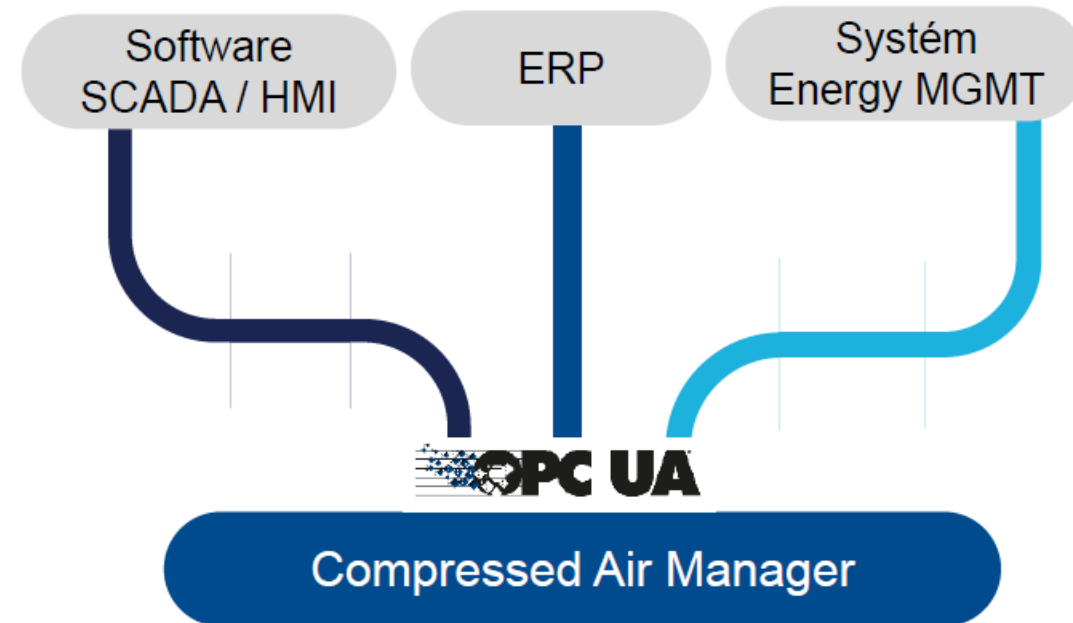 Software
SCADA / HMI
ERP
Systém
Energy MGMT
OPC UA
Compressed Air Manager